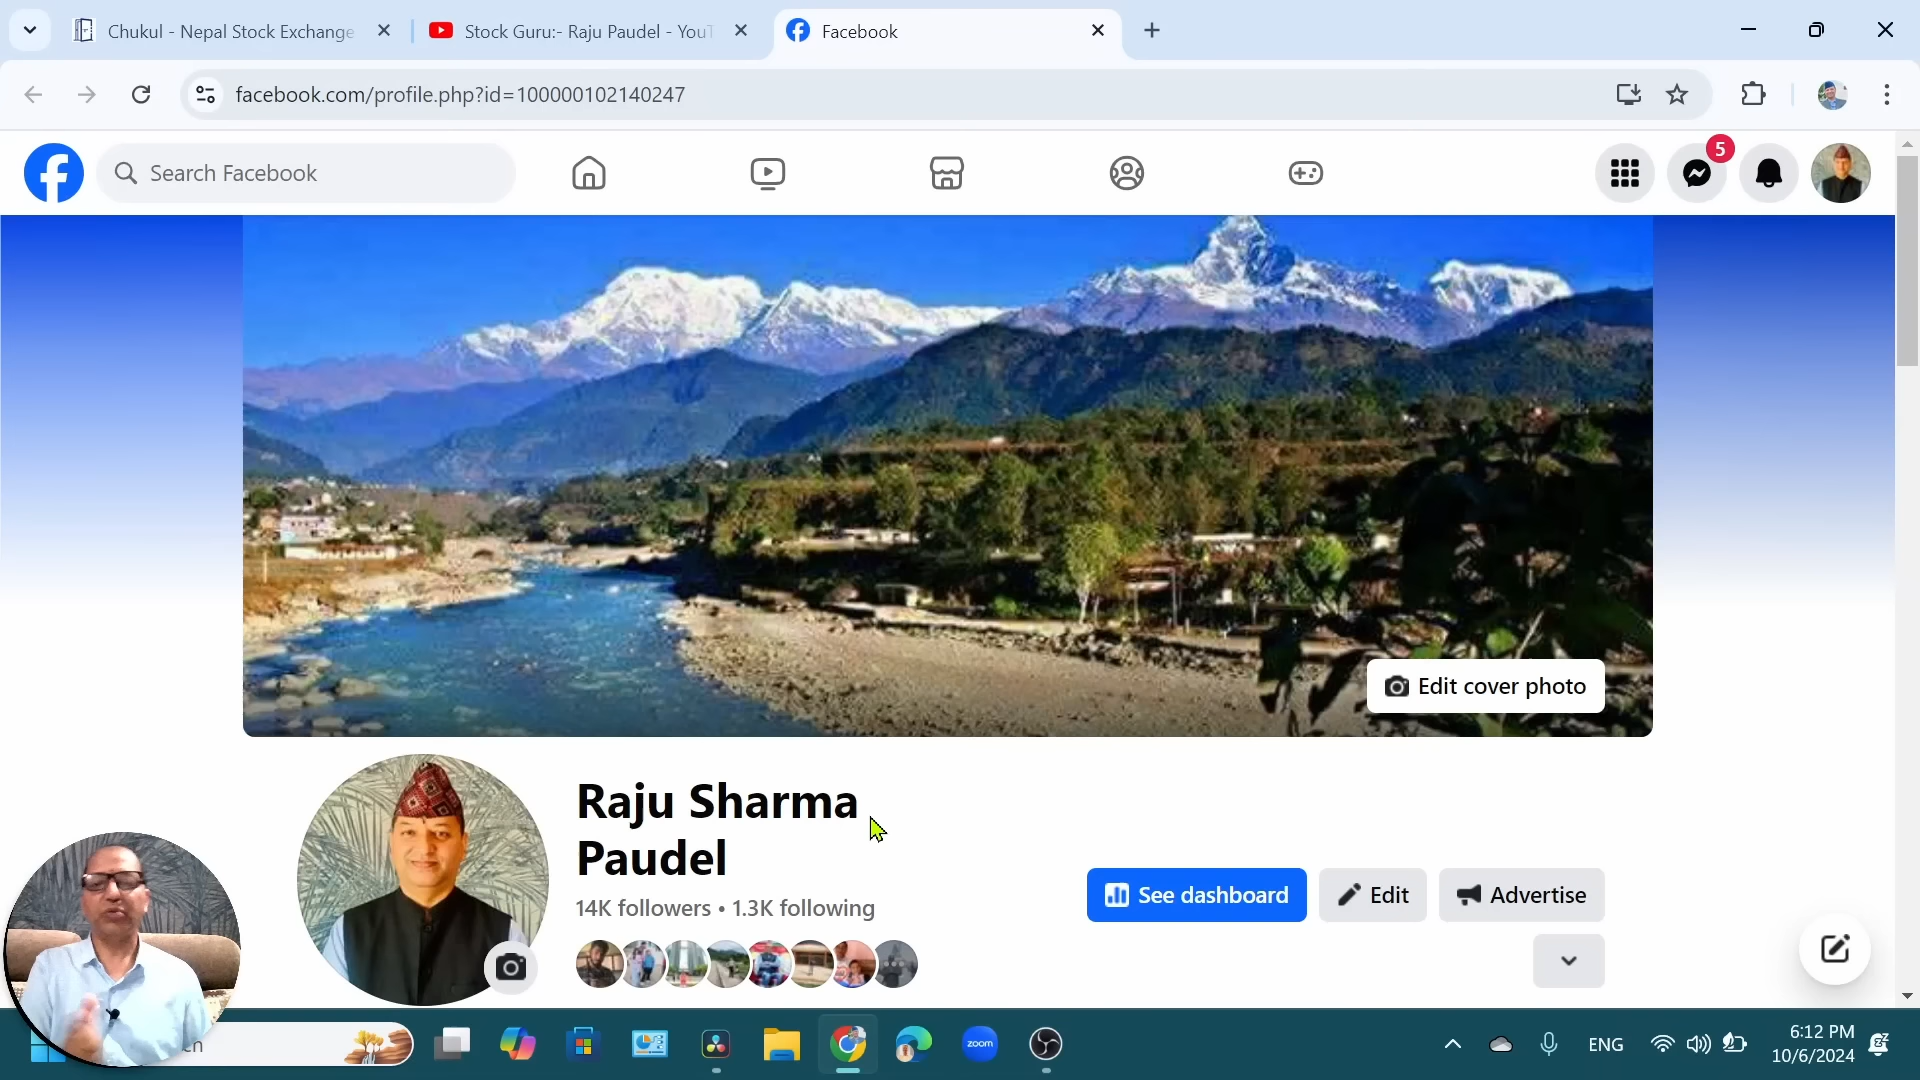 Chukul - Nepal Stock Exchange
Stock Guru:- Raju Paudel - YouT
Facebook
facebook.com/profile.php?id=100000102140247
Search Facebook
5
Edit cover photo
Raju Sharma
Paudel
14K followers • 1.3K following
See dashboard
Edit
Advertise
zoom
ENG
6:12 PM
10/6/2024